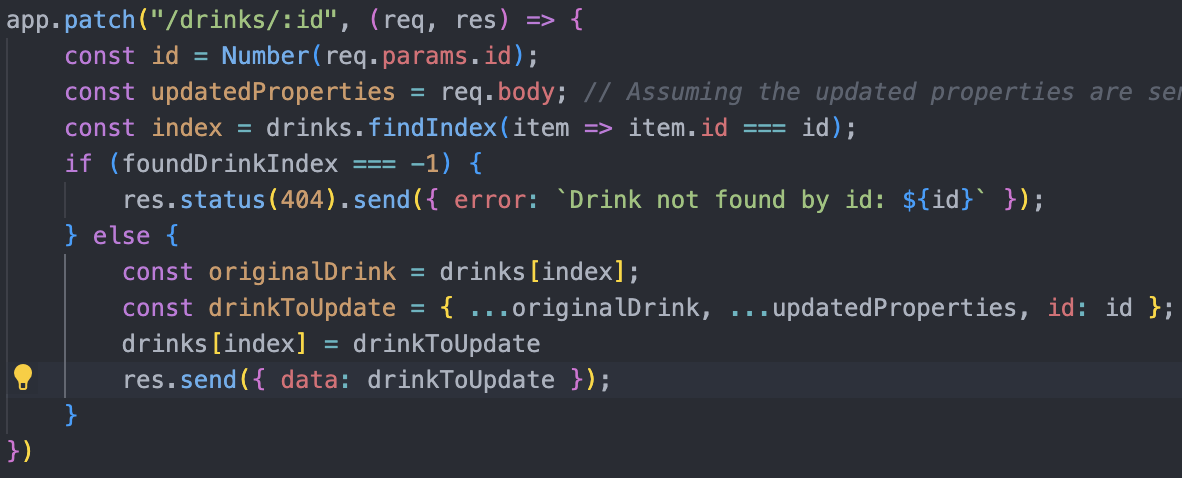 app.patch("/drinks/:id", (req, res) => {
    const id = Number(req.params.id);
    const updatedProperties = req.body; // Assuming the updated properties are
    const index = drinks.findIndex(item => item.id === id);
    if (foundDrinkIndex === -1) {
        res.status(404).send({ error: `Drink not found by id: ${id}` });
    } else {
        const originalDrink = drinks[index];
        const drinkToUpdate = { ...originalDrink, ...updatedProperties, id: id };
        drinks[index] = drinkToUpdate
        res.send({ data: drinkToUpdate });
    }
})